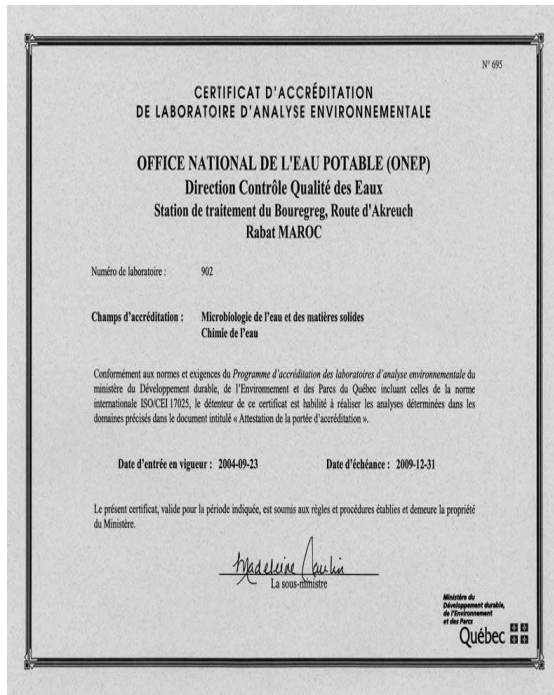 N° 695
CERTIFICAT D'ACCRÉDITATION
DE LABORATOIRE D'ANALYSE ENVIRONNEMENTALE
OFFICE NATIONAL DE L'EAU POTABLE (ONEP)
Direction Contrôle Qualité des Eaux
Station de traitement du Bouregreg, Route d'Akreuch
Rabat MAROC
Numéro de laboratoire : 902
Champs d'accréditation : Microbiologie de l'eau et des matières solides
Chimie de l'eau
Conformément aux normes et exigences du Programme d'accréditation des laboratoires d'analyse environnementale du
ministère du Développement durable, de l'Environnement et des Parcs du Québec incluant celles de la norme
internationale ISO/CEI 17025, le détenteur de ce certificat est habilité à réaliser les analyses déterminées dans les
domaines précisés dans le document intitulé « Attestation de la portée d'accréditation ».
Date d'entrée en vigueur : 2004-09-23 Date d'échéance : 2009-12-31
Le présent certificat, valide pour la période indiquée, est soumis aux règles et procédures établies et demeure la propriété
du Ministère.
Madeleine Paulin
La sous-ministre
Ministère du
Développement durable,
de l'Environnement
et des Parcs
Québec